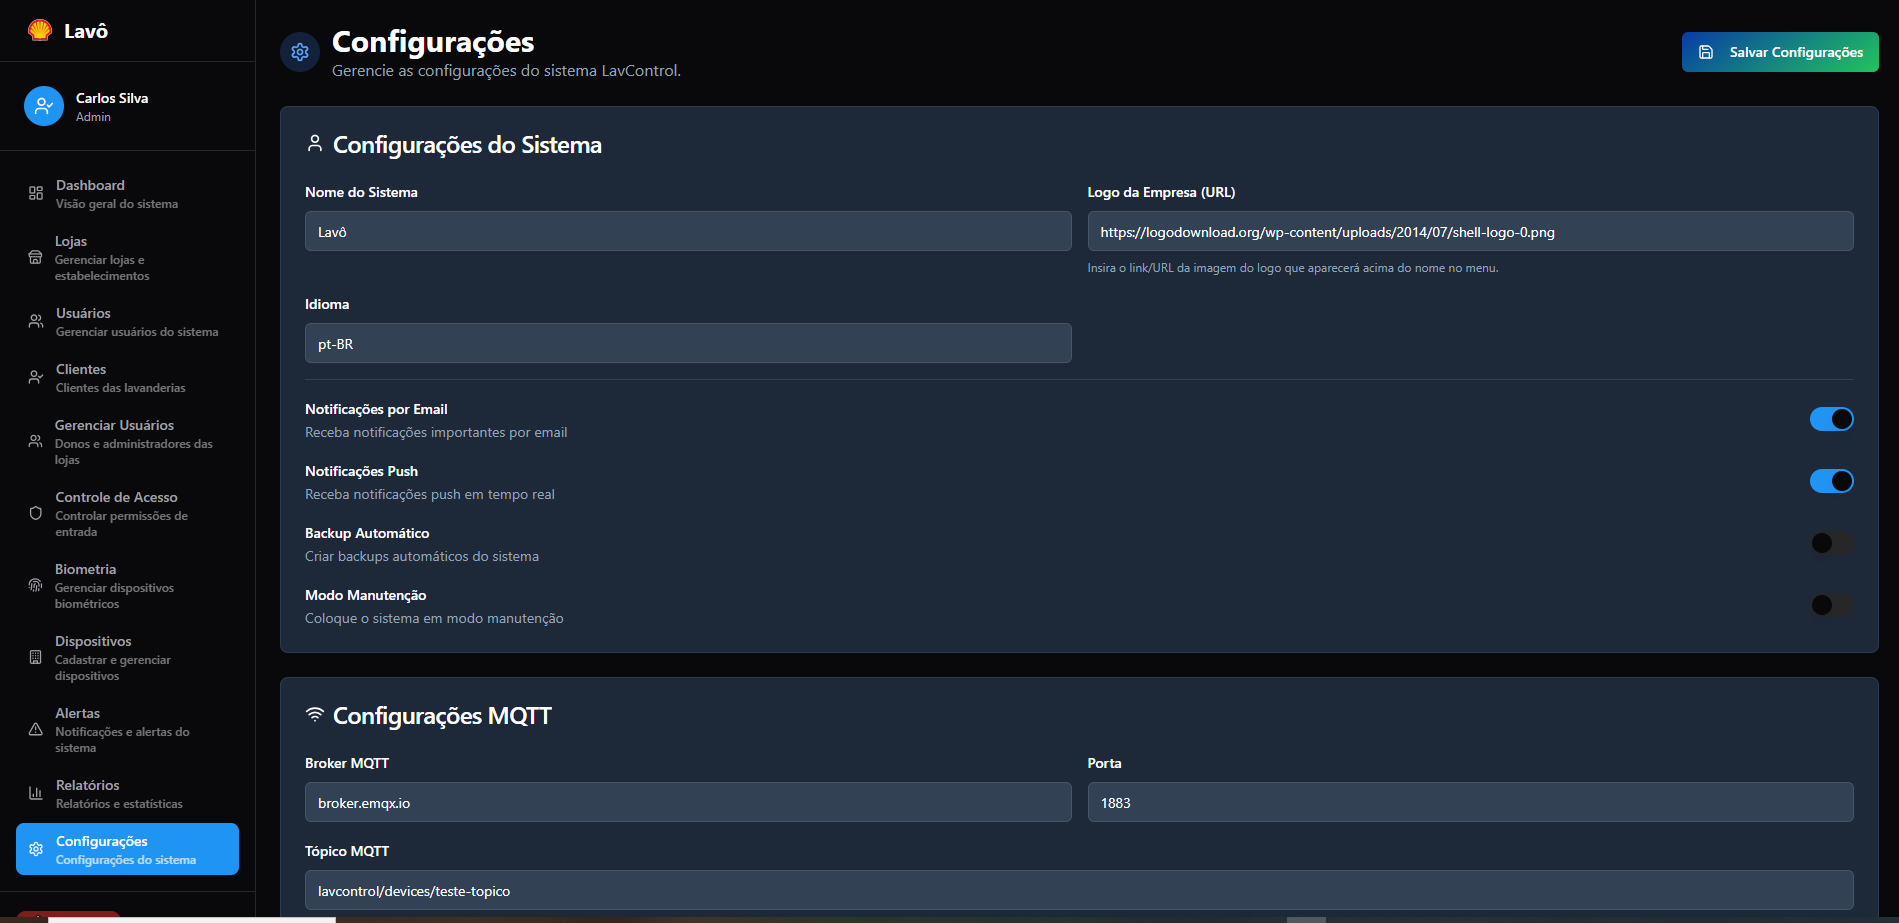 Lavô
Carlos Silva
Admin
Dashboard
Visão geral do sistema
Lojas
Gerenciar lojas e
estabelecimentos
Usuários
Gerenciar usuários do sistema
Clientes
Clientes das lavanderias
Gerenciar Usuários
Donos e administradores das
lojas
Controle de Acesso
Controlar permissões de
entrada
Biometria
Gerenciar dispositivos
biométricos
Dispositivos
Cadastrar e gerenciar
dispositivos
Alertas
Notificações e alertas do
sistema
Relatórios
Relatórios e estatísticas
Configurações
Configurações do sistema
Configurações
Gerencie as configurações do sistema LavControl.
Salvar Configurações
Configurações do Sistema
Nome do Sistema
Lavô
Logo da Empresa (URL)
https://logodownload.org/wp-content/uploads/2014/07/shell-logo-0.png
Insira o link/URL da imagem do logo que aparecerá acima do nome no menu.
Idioma
pt-BR
Notificações por Email
Receba notificações importantes por email
Notificações Push
Receba notificações push em tempo real
Backup Automático
Criar backups automáticos do sistema
Modo Manutenção
Coloque o sistema em modo manutenção
Configurações MQTT
Broker MQTT
broker.emqx.io
Porta
1883
Tópico MQTT
lavcontrol/devices/teste-topico